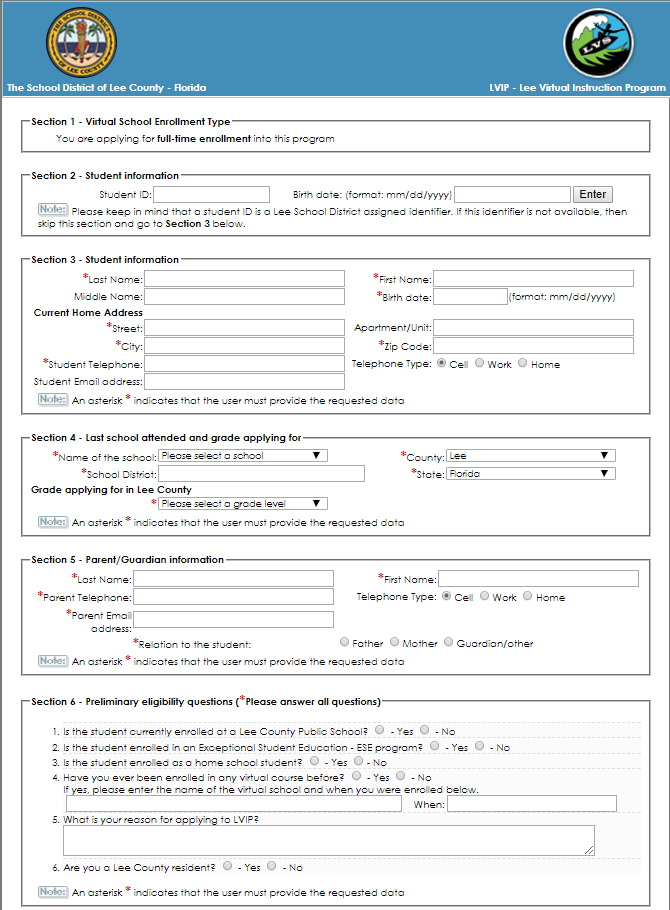 THE SCHOOL DISTRICT
OF LEE COUNTY
LVS
The School District of Lee County - Florida
LVIP - Lee Virtual Instruction Program
Section 1 - Virtual School Enrollment Type
You are applying for full-time enrollment into this program
Section 2 - Student information
Student ID: Birth date: (format: mm/dd/yyyy) Enter
Note: Please keep in mind that a student ID is a Lee School District assigned identifier. If this identifier is not available, then
skip this section and go to Section 3 below.
Section 3 - Student information
*Last Name: *First Name:
Middle Name: *Birth date: (format: mm/dd/yyyy)
Current Home Address
*Street: Apartment/Unit:
*City: *Zip Code:
*Student Telephone: Telephone Type: Cell Work Home
Student Email address:
Note: An asterisk * indicates that the user must provide the requested data
Section 4 - Last school attended and grade applying for
*Name of the school: Please select a school *County: Lee
*School District: *State: Florida
Grade applying for in Lee County
* Please select a grade level
Note: An asterisk * indicates that the user must provide the requested data
Section 5 - Parent/Guardian information
*Last Name: *First Name:
*Parent Telephone: Telephone Type: Cell Work Home
*Parent Email
address:
*Relation to the student: Father Mother Guardian/other
Note: An asterisk * indicates that the user must provide the requested data
Section 6 - Preliminary eligibility questions (*Please answer all questions)
1. Is the student currently enrolled at a Lee County Public School? - Yes - No
2. Is the student enrolled in an Exceptional Student Education - ESE program? - Yes - No
3. Is the student enrolled as a home school student? - Yes - No
4. Have you ever been enrolled in any virtual course before? - Yes - No
If yes, please enter the name of the virtual school and when you were enrolled below.
When:
5. What is your reason for applying to LVIP?
6. Are you a Lee County resident? - Yes - No
Note: An asterisk * indicates that the user must provide the requested data